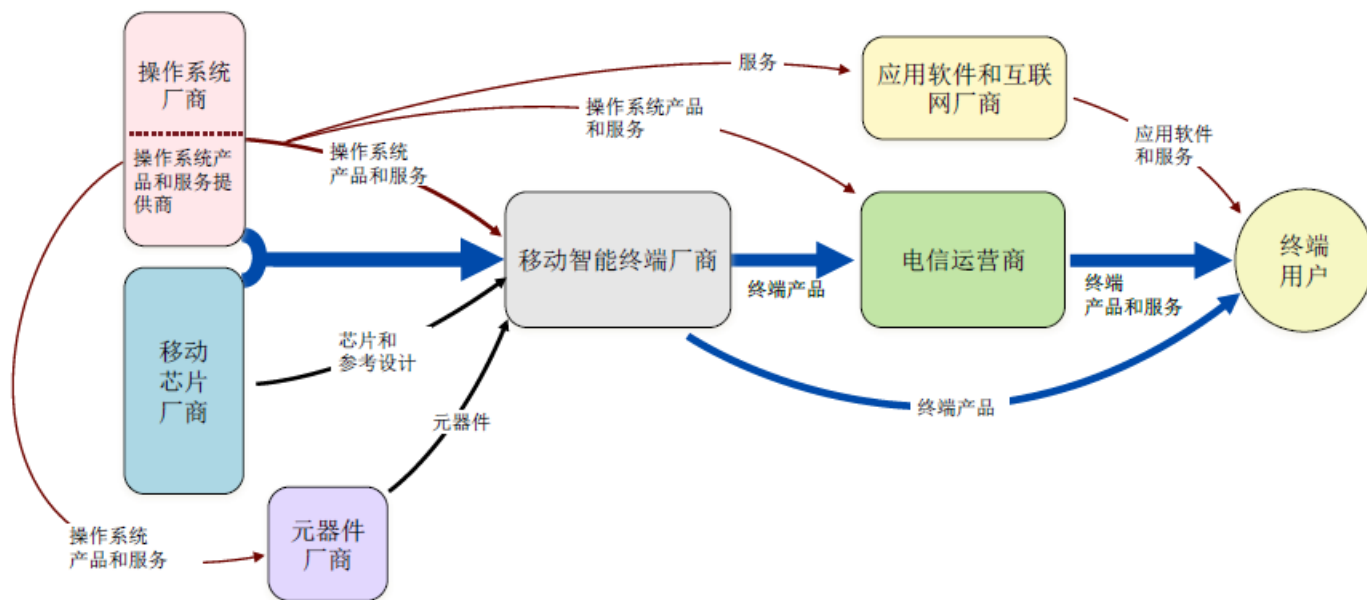 操作系统
厂商
操作系统产
品和服务提
供商
服务
应用软件和互联
网厂商
操作系统产品
和服务
操作系统
产品和服务
应用软件
和服务
移动智能终端厂商
终端产品
电信运营商
终端
产品和服务
终端
用户
移动
芯片
厂商
芯片和
参考设计
元器件
终端产品
操作系统
产品和服务
元器件
厂商